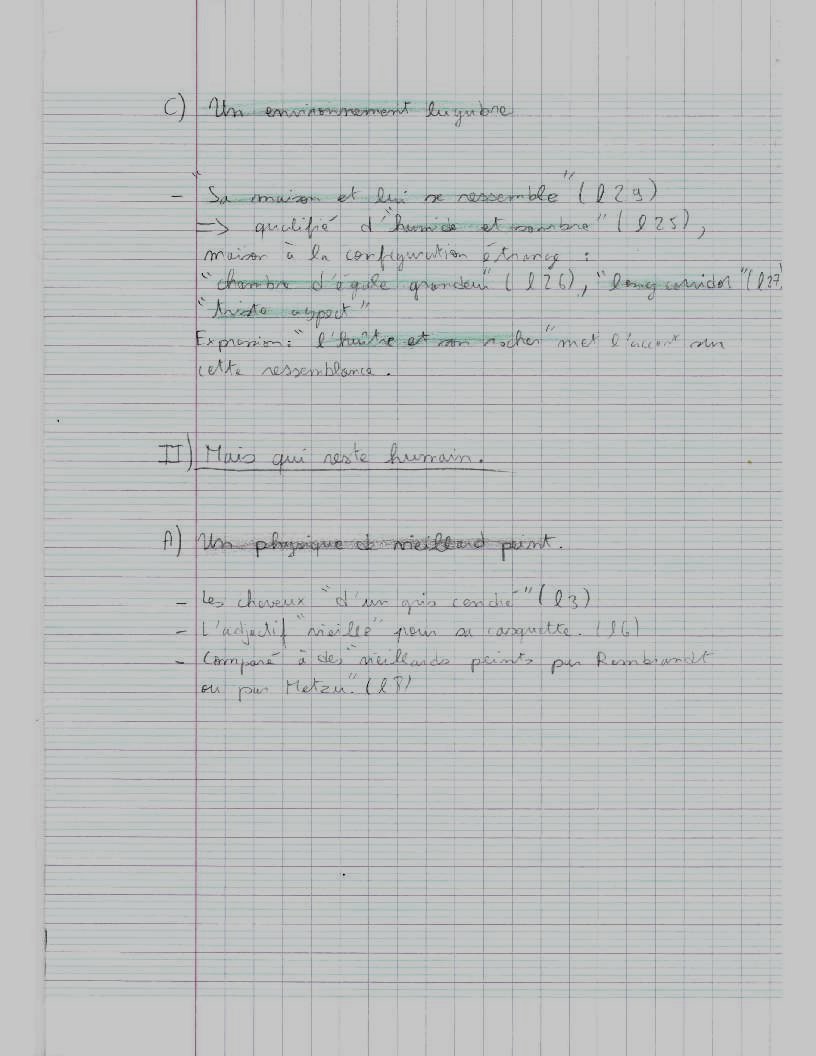 C) Un environnement lugubre
- "Sa maison et lui se ressemble" (l 29)
=> qualifié d'"humide et sombre" (l 25),
maison à la configuration étrange :
"chambre d'égale grandeur" (l 26), "long corridor" (l 27)
"triste aspect"
Expression : "l'huître et son rocher" met l'accent sur
cette ressemblance.
II) Mais qui reste humain.
A) Un physique de vieillard peint.
- Les cheveux "d'un gris cendré" (l 3)
- L'adjectif "vieille" pour sa casquette. (l 6)
- Comparé à des "vieillards peints par Rembrandt
ou par Metzu." (l 8)